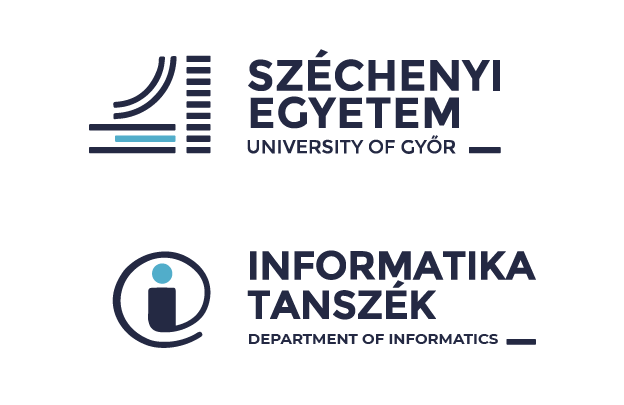 SZÉCHENYI
EGYETEM
UNIVERSITY OF GYŐR
INFORMATIKA
TANSZÉK
DEPARTMENT OF INFORMATICS